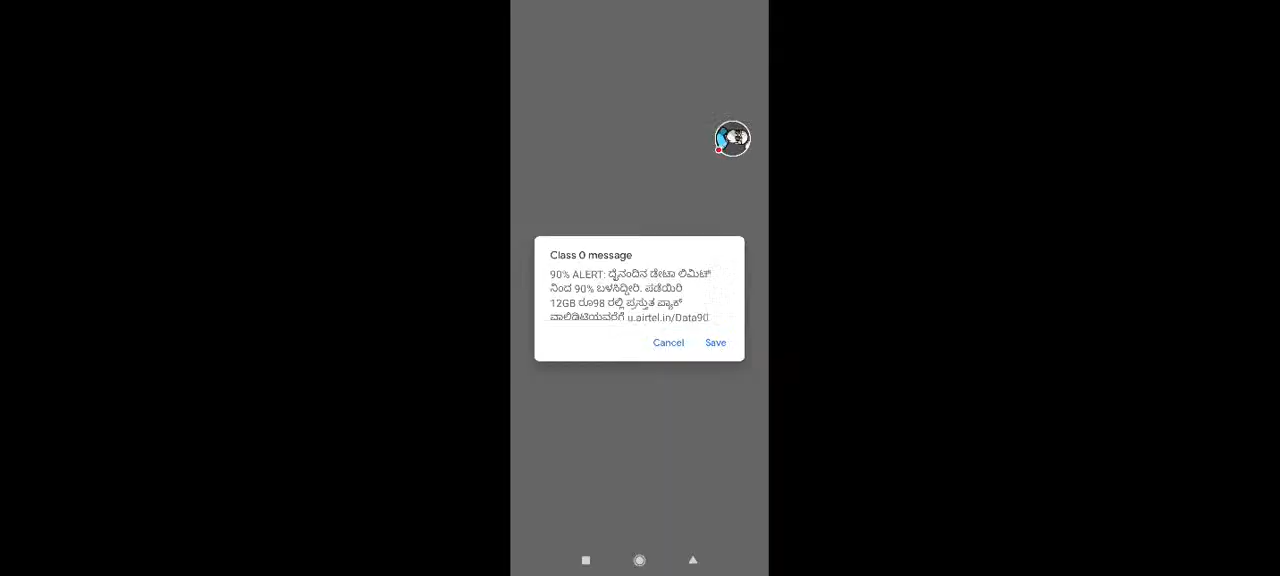 Class 0 message
90% ALERT: ದೈನಂದಿನ ಡೇಟಾ ಲಿಮಿಟ್
ನಿಂದ 90% ಬಳಸಿದ್ದೀರಿ. ಪಡೆಯಿರಿ
12GB ರೂ98 ರಲ್ಲಿ ಪ್ರಸ್ತುತ ಪ್ಯಾಕ್
ವಾಲಿಡಿಟಿಯವರೆಗೆ u.airtel.in/Data90
Cancel Save